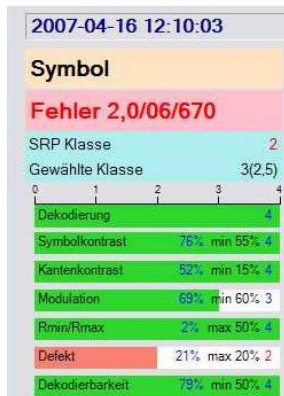 2007-04-16 12:10:03
Symbol
Fehler 2,0/06/670
SRP Klasse 2
Gewählte Klasse 3(2,5)
0 1 2 3 4
Dekodierung 4
Symbolkontrast 76% min 55% 4
Kantenkontrast 52% min 15% 4
Modulation 69% min 60% 3
Rmin/Rmax 2% max 50% 4
Defekt 21% max 20% 2
Dekodierbarkeit 79% min 50% 4